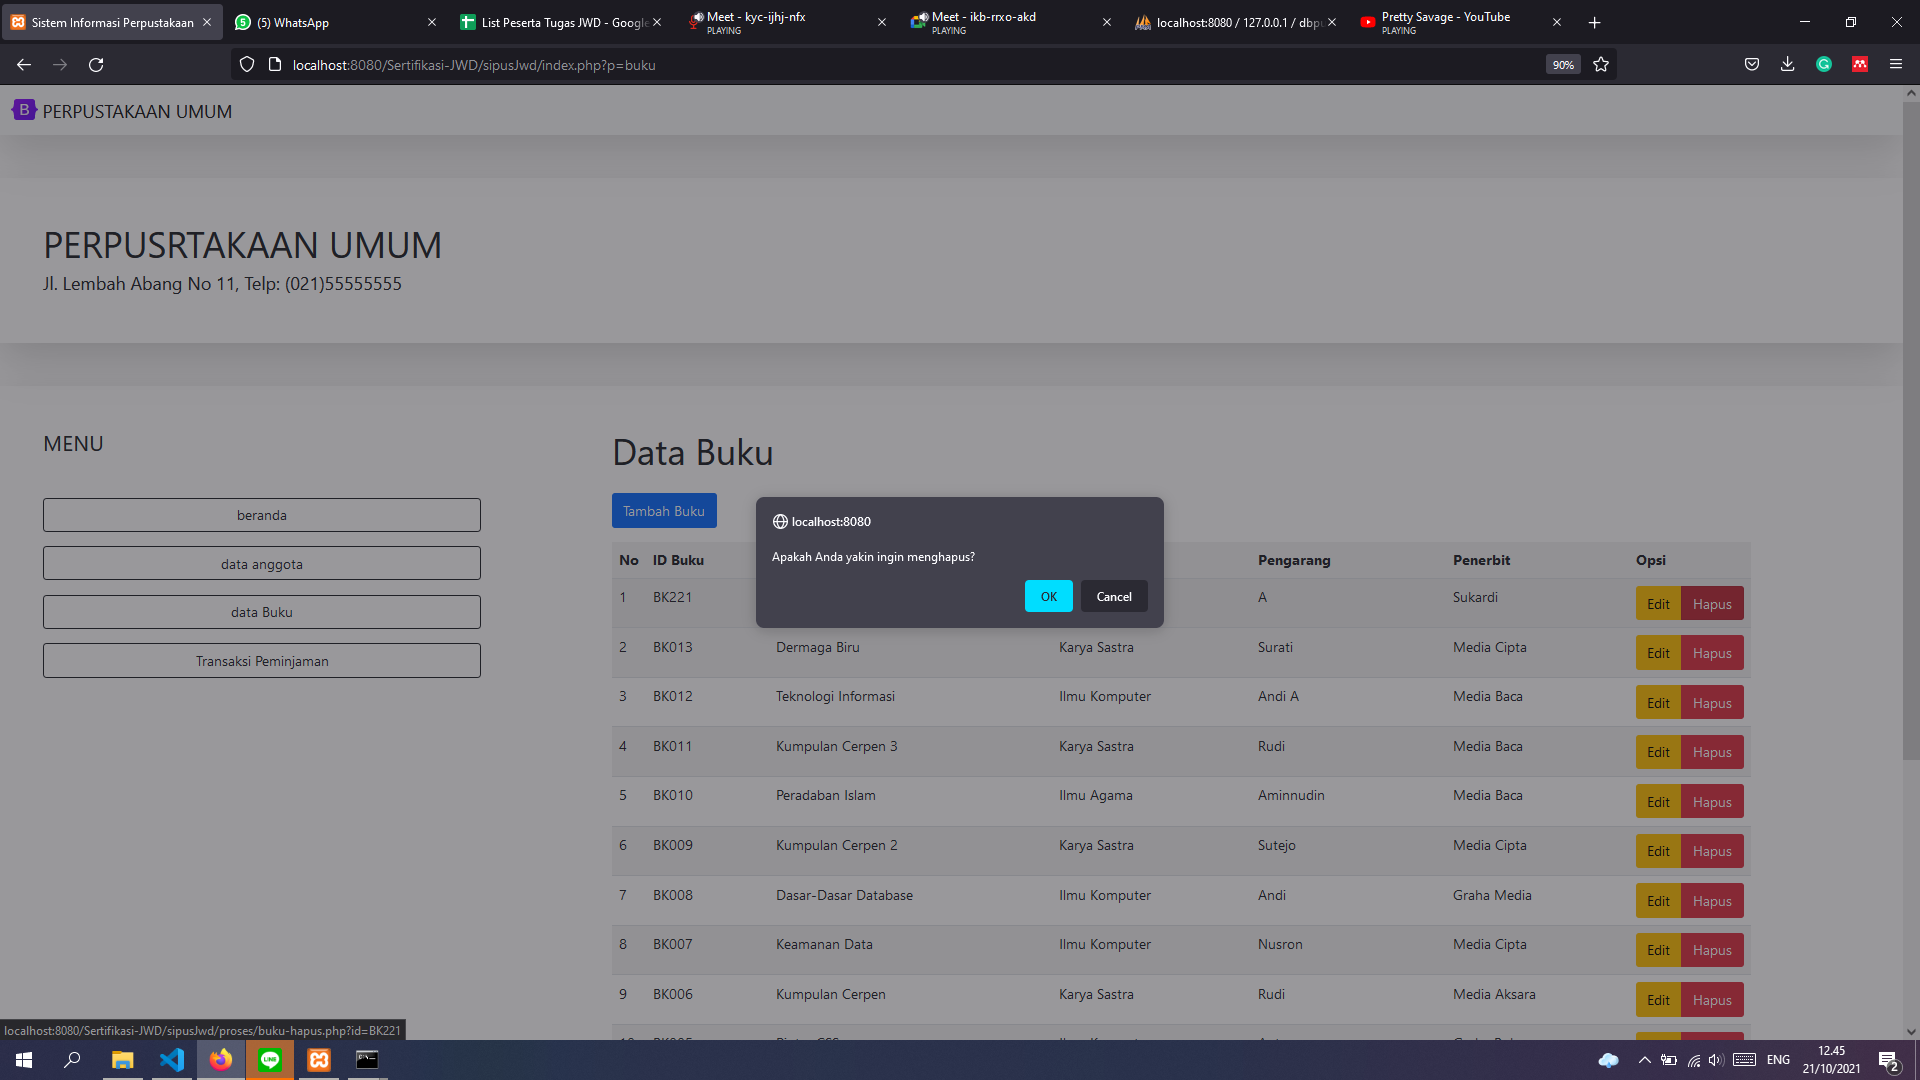 Sistem Informasi Perpustakaan
(5) WhatsApp
List Peserta Tugas JWD - Google
Meet - kyc-ijhj-nfx
PLAYING
Meet - ikb-rrxo-akd
PLAYING
localhost:8080 / 127.0.0.1 / dbpu
Pretty Savage - YouTube
PLAYING
localhost:8080/Sertifikasi-JWD/sipusJwd/index.php?p=buku
90%
B PERPUSTAKAAN UMUM
PERPUSRTAKAAN UMUM
Jl. Lembah Abang No 11, Telp: (021)55555555
MENU
beranda
data anggota
data Buku
Transaksi Peminjaman
Data Buku
Tambah Buku
localhost:8080
Apakah Anda yakin ingin menghapus?
OK Cancel
No ID Buku Pengarang Penerbit Opsi
1 BK221 A Sukardi Edit Hapus
2 BK013 Dermaga Biru Karya Sastra Surati Media Cipta Edit Hapus
3 BK012 Teknologi Informasi Ilmu Komputer Andi A Media Baca Edit Hapus
4 BK011 Kumpulan Cerpen 3 Karya Sastra Rudi Media Baca Edit Hapus
5 BK010 Peradaban Islam Ilmu Agama Aminnudin Media Baca Edit Hapus
6 BK009 Kumpulan Cerpen 2 Karya Sastra Sutejo Media Cipta Edit Hapus
7 BK008 Dasar-Dasar Database Ilmu Komputer Andi Graha Media Edit Hapus
8 BK007 Keamanan Data Ilmu Komputer Nusron Media Cipta Edit Hapus
9 BK006 Kumpulan Cerpen Karya Sastra Rudi Media Aksara Edit Hapus
localhost:8080/Sertifikasi-JWD/sipusJwd/proses/buku-hapus.php?id=BK221
ENG
12.45
21/10/2021
2